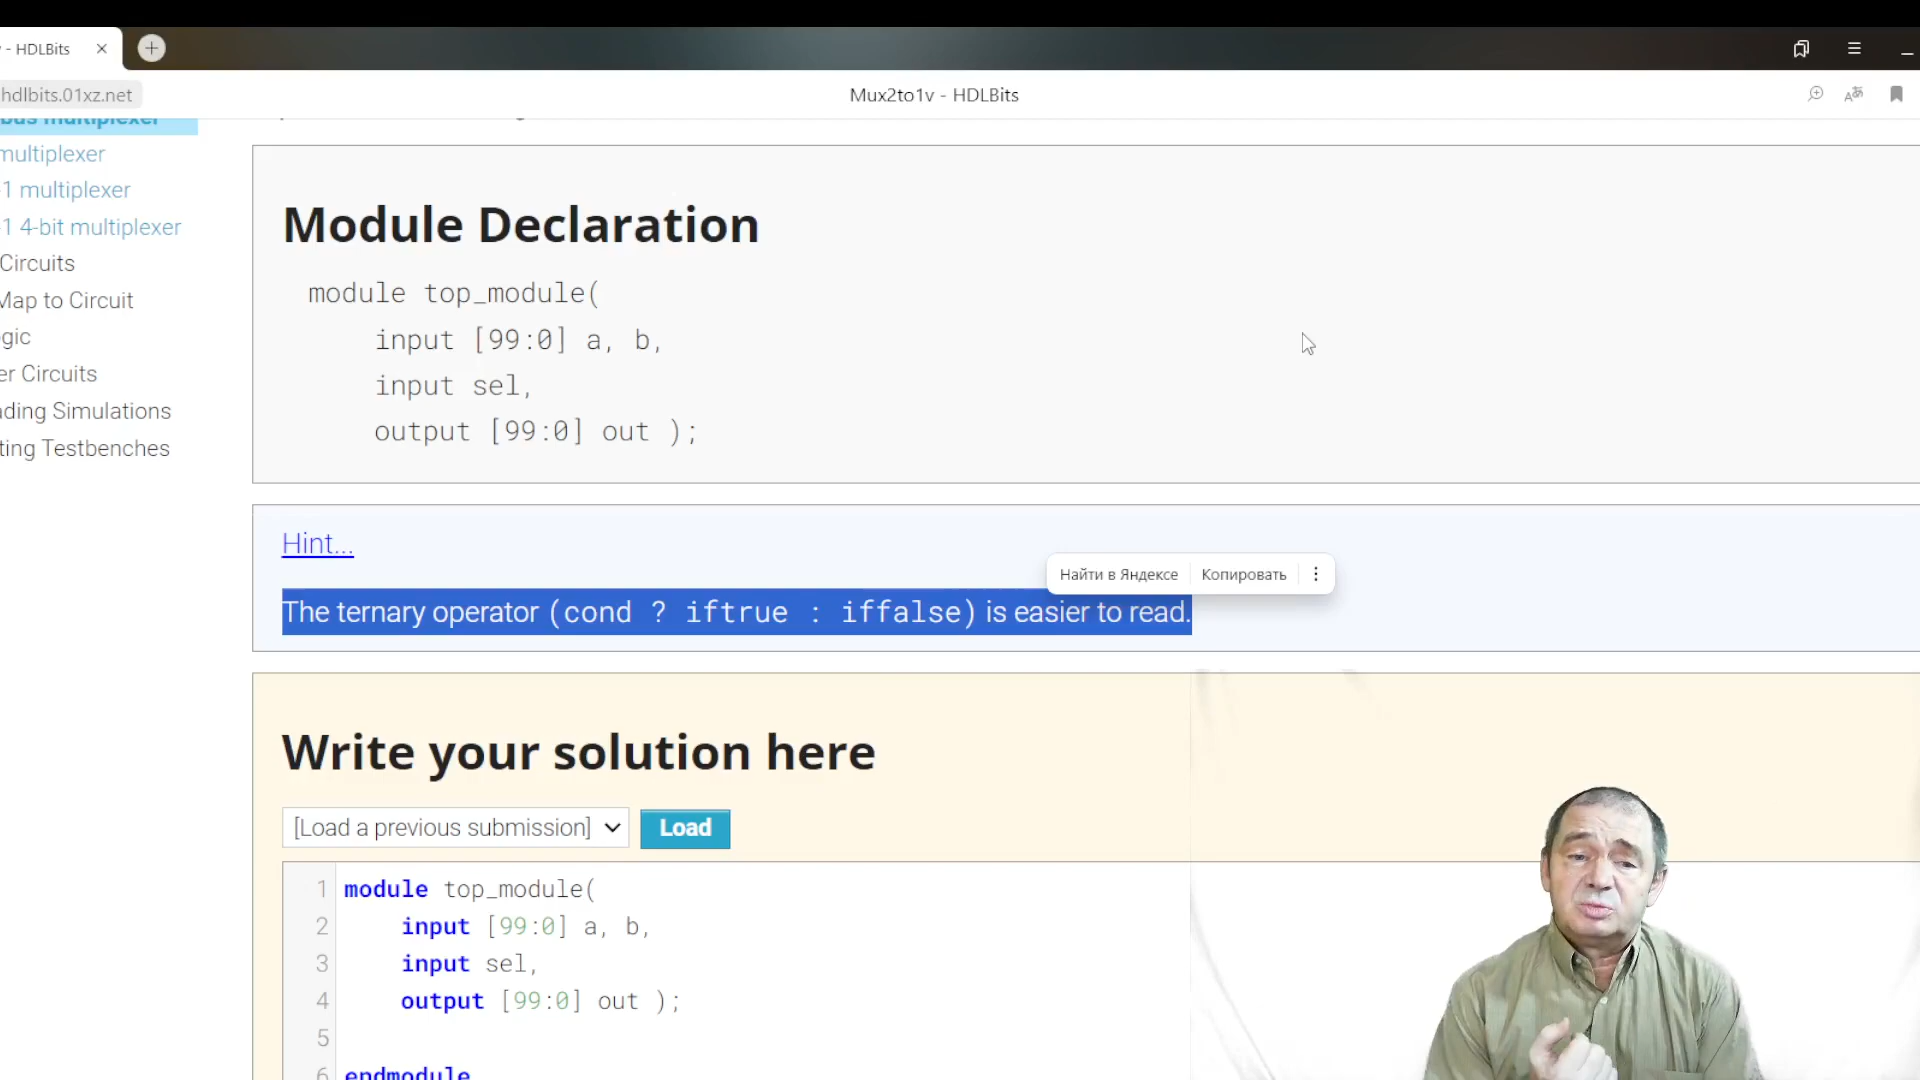 - HDLBits
hdlbits.01xz.net
Mux2to1v - HDLBits
bus multiplexer
multiplexer
-1 multiplexer
-1 4-bit multiplexer
Circuits
Map to Circuit
gic
er Circuits
ading Simulations
ting Testbenches
Module Declaration
module top_module(
input [99:0] a, b,
input sel,
output [99:0] out );
Hint...
Найти в Яндексе
Копировать
The ternary operator (cond ? iftrue : iffalse) is easier to read.
Write your solution here
[Load a previous submission]
Load
1 module top_module(
2 input [99:0] a, b,
3 input sel,
4 output [99:0] out );
5
6 endmodule